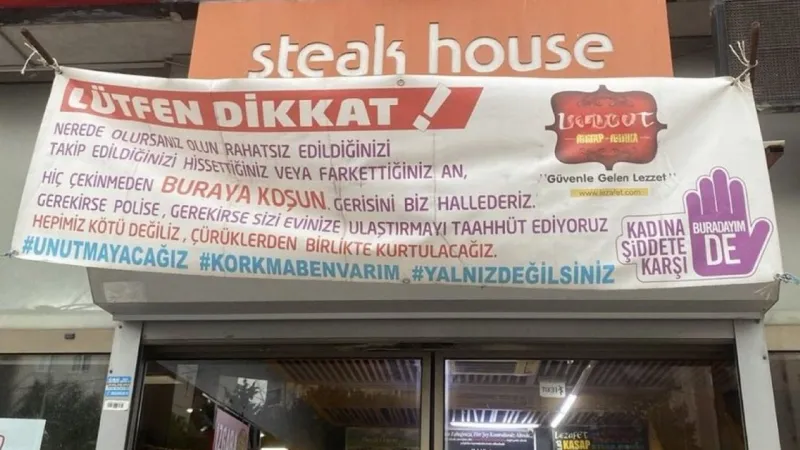 steak house
LÜTFEN DİKKAT !
NEREDE OLURSANIZ OLUN RAHATSIZ EDİLDİĞİNİZİ
TAKİP EDİLDİĞİNİZİ HİSSETTİĞİNİZ VEYA FARKETTİĞİNİZ AN,
HİÇ ÇEKİNMEDEN BURAYA KOŞUN. GERİSİNİ BİZ HALLEDERİZ.
GEREKİRSE POLİSE, GEREKİRSE SİZİ EVİNİZE ULAŞTIRMAYI TAAHHÜT EDİYORUZ
HEPİMİZ KÖTÜ DEĞİLİZ, ÇÜRÜKLERDEN BİRLİKTE KURTULACAĞIZ.
#UNUTMAYACAĞIZ #KORKMABENVARIM #YALNIZDEĞİLSİNİZ
"Güvenle Gelen Lezzet"
KADINA
ŞİDDETE
KARŞI
BURADAYIM
DE
KASAP